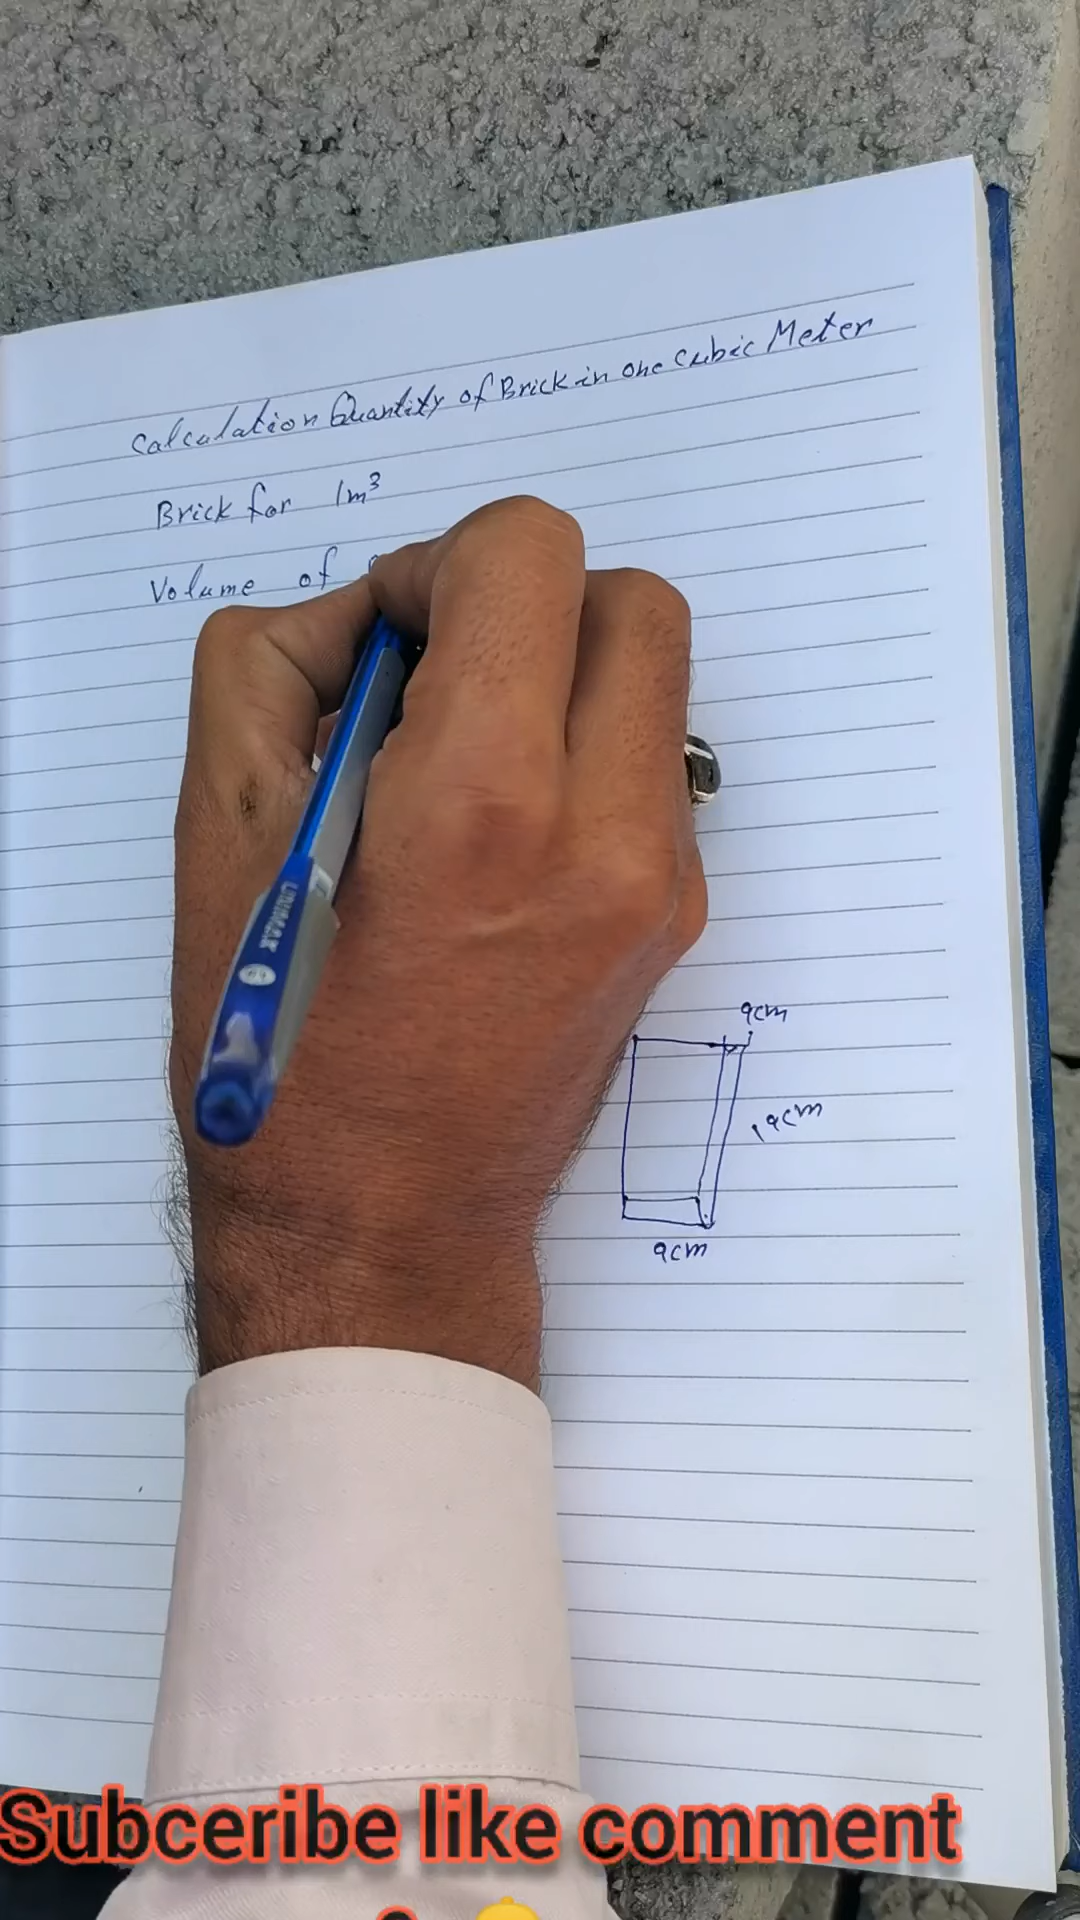 Calculation Quantity of Brick in one Cubic Meter
Brick for 1m³
Volume of
UNIMAX
9cm
19cm
9cm
Subceribe like comment